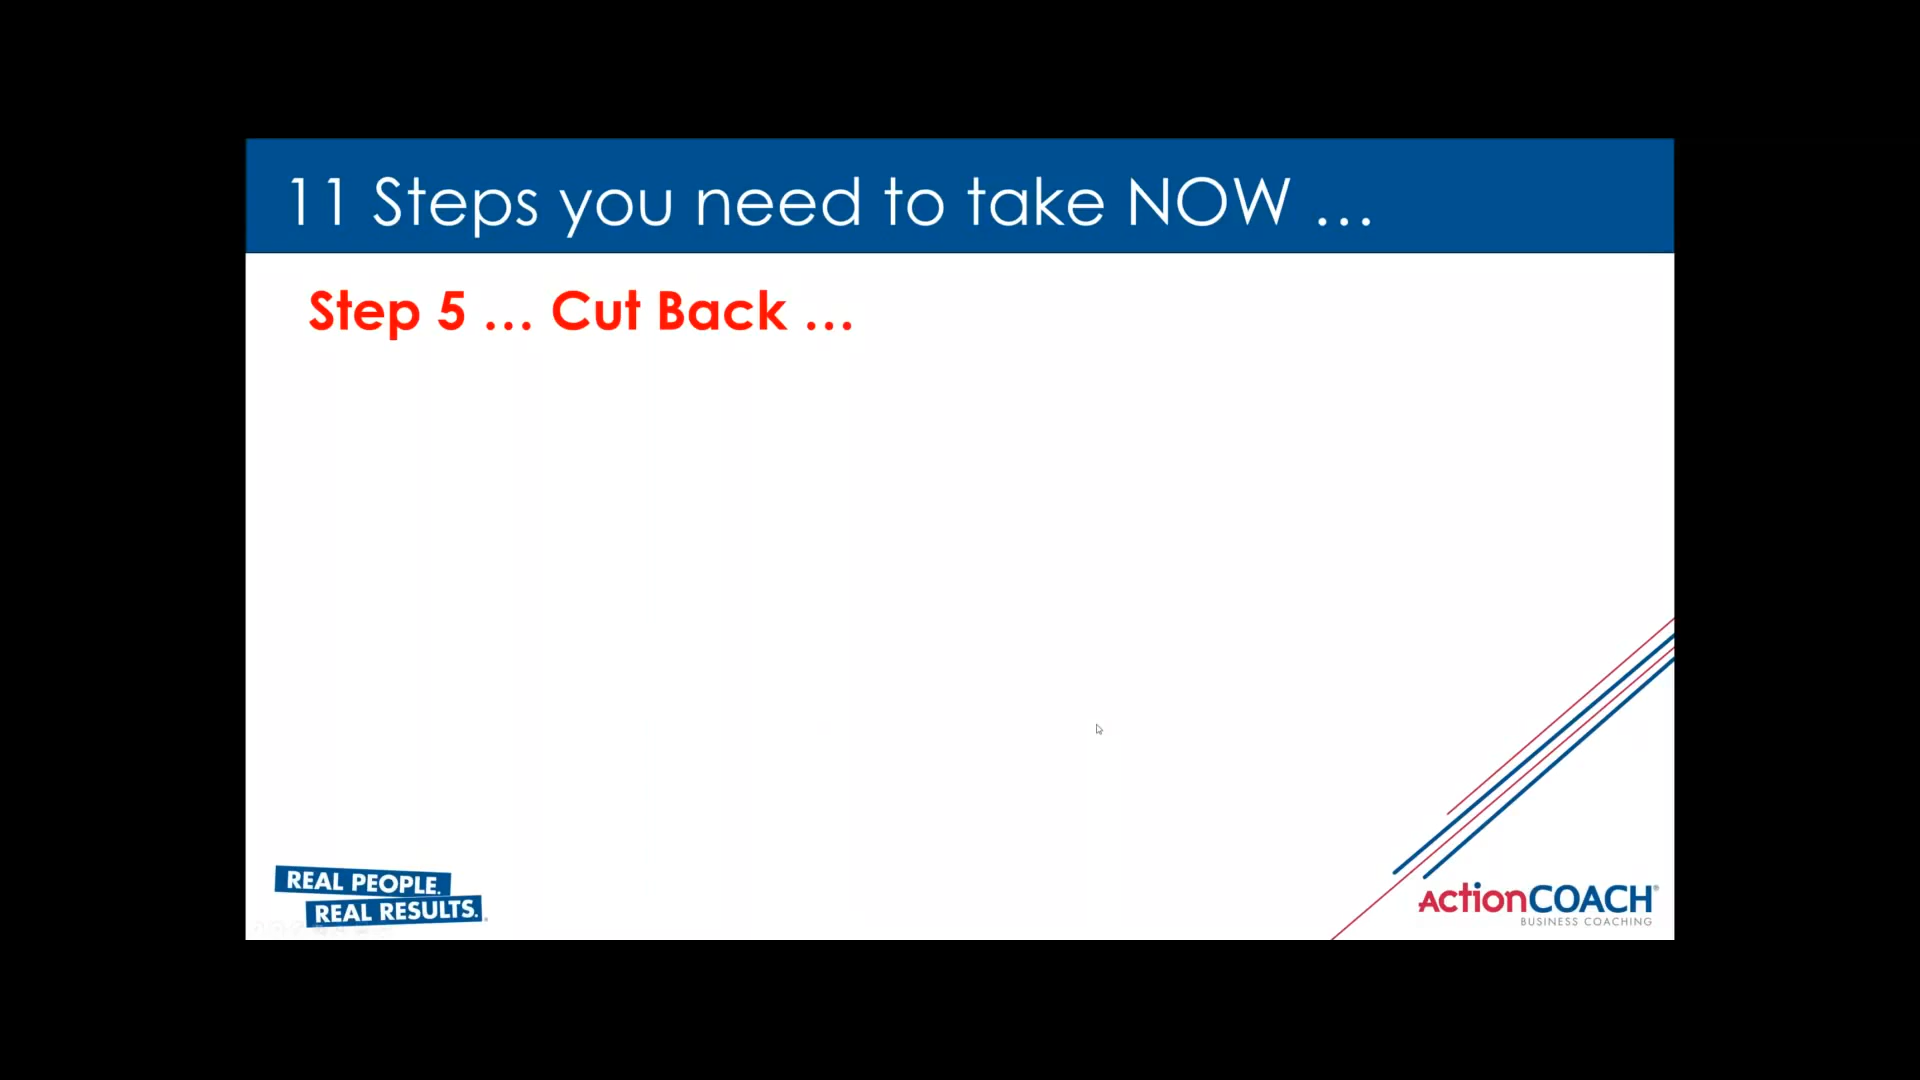 11 Steps you need to take NOW ...
Step 5 ... Cut Back ...
REAL PEOPLE.
REAL RESULTS.
ActionCOACH®
BUSINESS COACHING